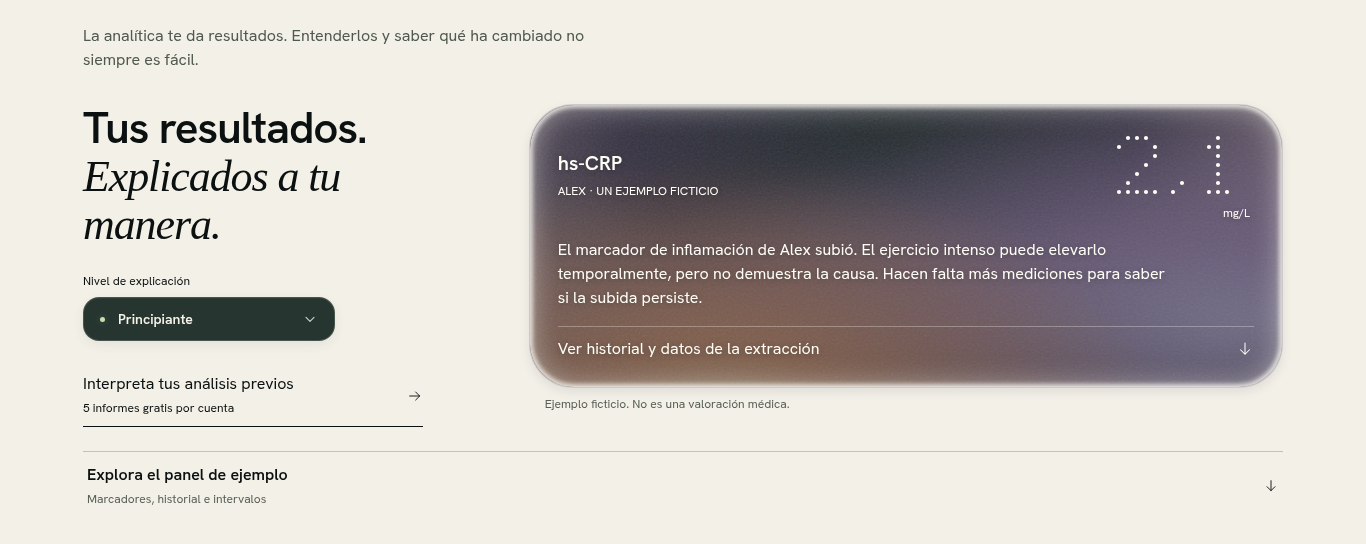 La analítica te da resultados. Entenderlos y saber qué ha cambiado no
siempre es fácil.
Tus resultados.
Explicados a tu
manera.
Nivel de explicación
Principiante
Interpreta tus análisis previos
5 informes gratis por cuenta
hs-CRP
ALEX · UN EJEMPLO FICTICIO
2.1
mg/L
El marcador de inflamación de Alex subió. El ejercicio intenso puede elevarlo
temporalmente, pero no demuestra la causa. Hacen falta más mediciones para saber
si la subida persiste.
Ver historial y datos de la extracción
Ejemplo ficticio. No es una valoración médica.
Explora el panel de ejemplo
Marcadores, historial e intervalos